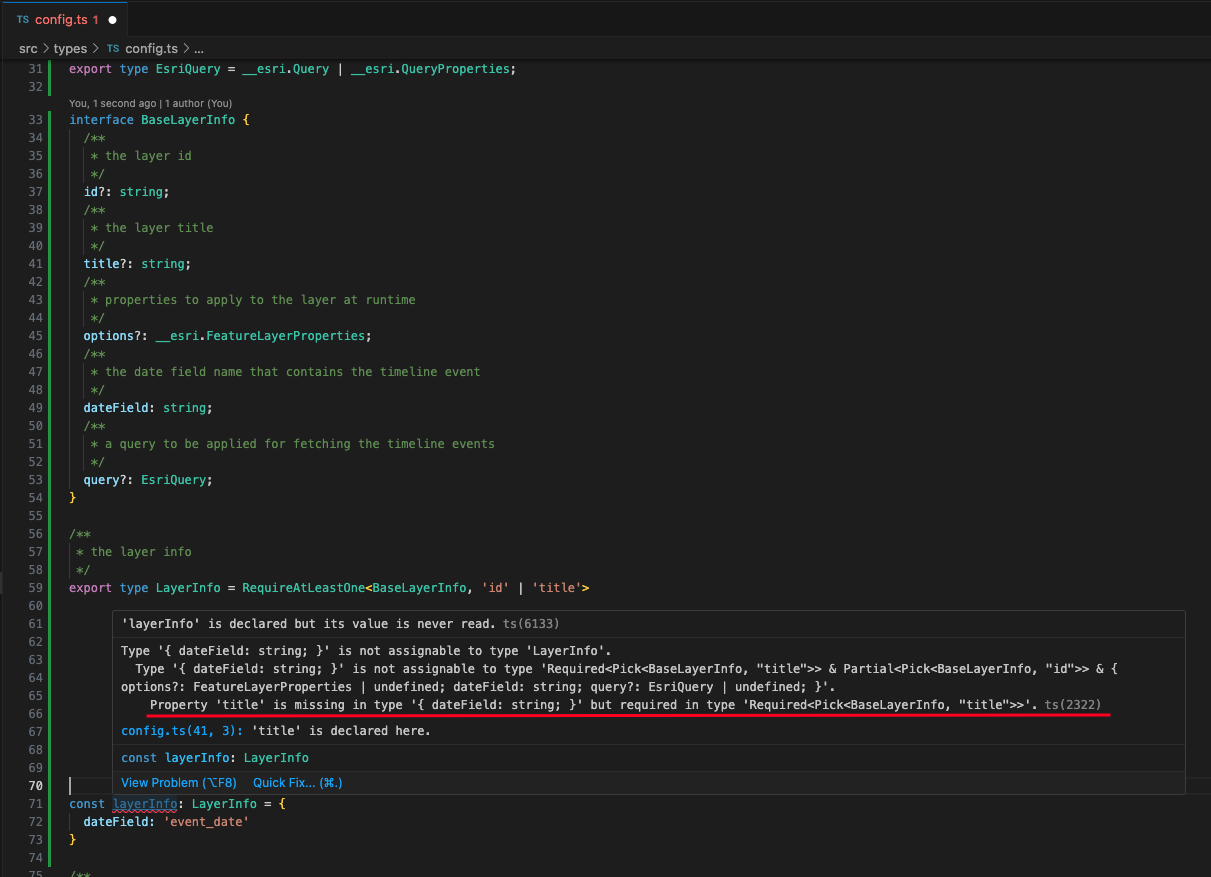 TS config.ts 1 ●
src > types > TS config.ts > ...
31 export type EsriQuery = __esri.Query | __esri.QueryProperties;
32
You, 1 second ago | 1 author (You)
33 interface BaseLayerInfo {
34 /**
35 * the layer id
36 */
37 id?: string;
38 /**
39 * the layer title
40 */
41 title?: string;
42 /**
43 * properties to apply to the layer at runtime
44 */
45 options?: __esri.FeatureLayerProperties;
46 /**
47 * the date field name that contains the timeline event
48 */
49 dateField: string;
50 /**
51 * a query to be applied for fetching the timeline events
52 */
53 query?: EsriQuery;
54 }
55
56 /**
57 * the layer info
58 */
59 export type LayerInfo = RequireAtLeastOne<BaseLayerInfo, 'id' | 'title'>
60
61 'layerInfo' is declared but its value is never read. ts(6133)
62
63 Type '{ dateField: string; }' is not assignable to type 'LayerInfo'.
64 Type '{ dateField: string; }' is not assignable to type 'Required<Pick<BaseLayerInfo, "title">> & Partial<Pick<BaseLayerInfo, "id">> & {
65 options?: FeatureLayerProperties | undefined; dateField: string; query?: EsriQuery | undefined; }'.
66 Property 'title' is missing in type '{ dateField: string; }' but required in type 'Required<Pick<BaseLayerInfo, "title">>'. ts(2322)
67 config.ts(41, 3): 'title' is declared here.
68 const layerInfo: LayerInfo
69
70 View Problem (⌥F8) Quick Fix... (⌘.)
71 const layerInfo: LayerInfo = {
72 dateField: 'event_date'
73 }
74
75 /**